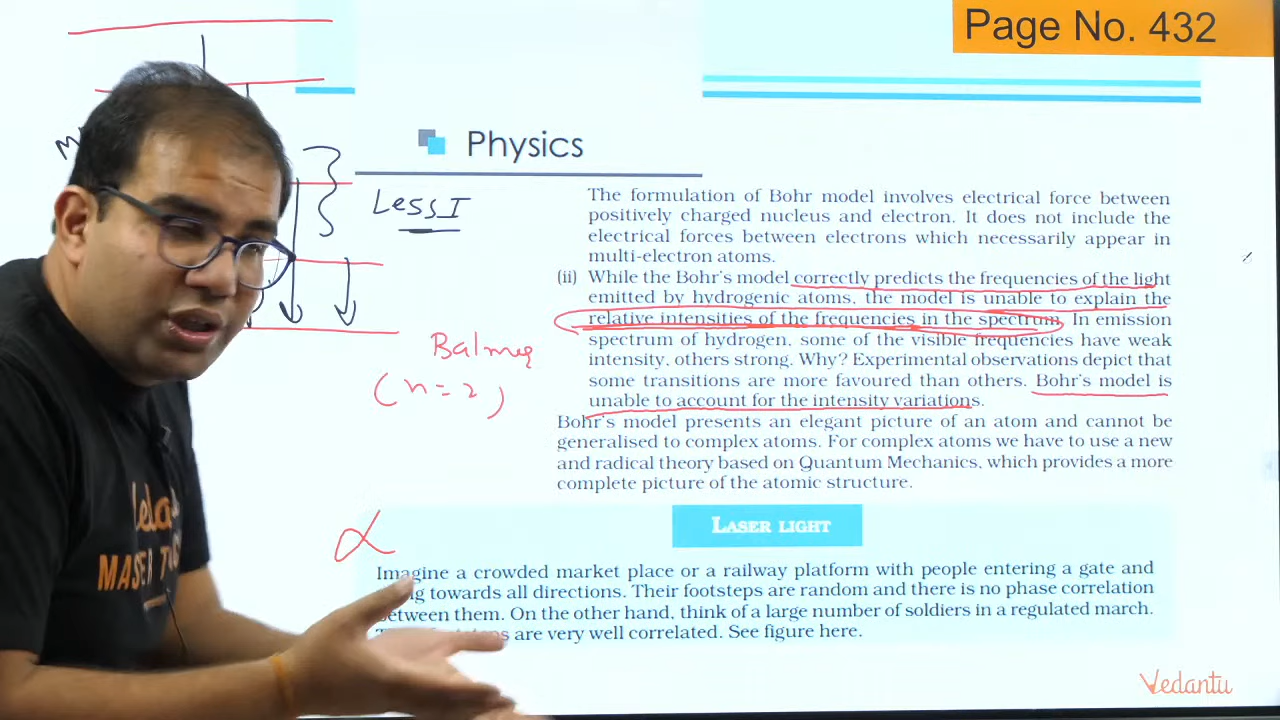 Page No. 432
Physics
Less I
The formulation of Bohr model involves electrical force between
positively charged nucleus and electron. It does not include the
electrical forces between electrons which necessarily appear in
multi-electron atoms.
(ii) While the Bohr's model correctly predicts the frequencies of the light
emitted by hydrogenic atoms, the model is unable to explain the
relative intensities of the frequencies in the spectrum. In emission
spectrum of hydrogen, some of the visible frequencies have weak
intensity, others strong. Why? Experimental observations depict that
some transitions are more favoured than others. Bohr's model is
unable to account for the intensity variations.
Balmer
(n=2)
Bohr's model presents an elegant picture of an atom and cannot be
generalised to complex atoms. For complex atoms we have to use a new
and radical theory based on Quantum Mechanics, which provides a more
complete picture of the atomic structure.
LASER LIGHT
α
Imagine a crowded market place or a railway platform with people entering a gate and
towards all directions. Their footsteps are random and there is no phase correlation
between them. On the other hand, think of a large number of soldiers in a regulated march.
are very well correlated. See figure here.
Vedantu
MASTER